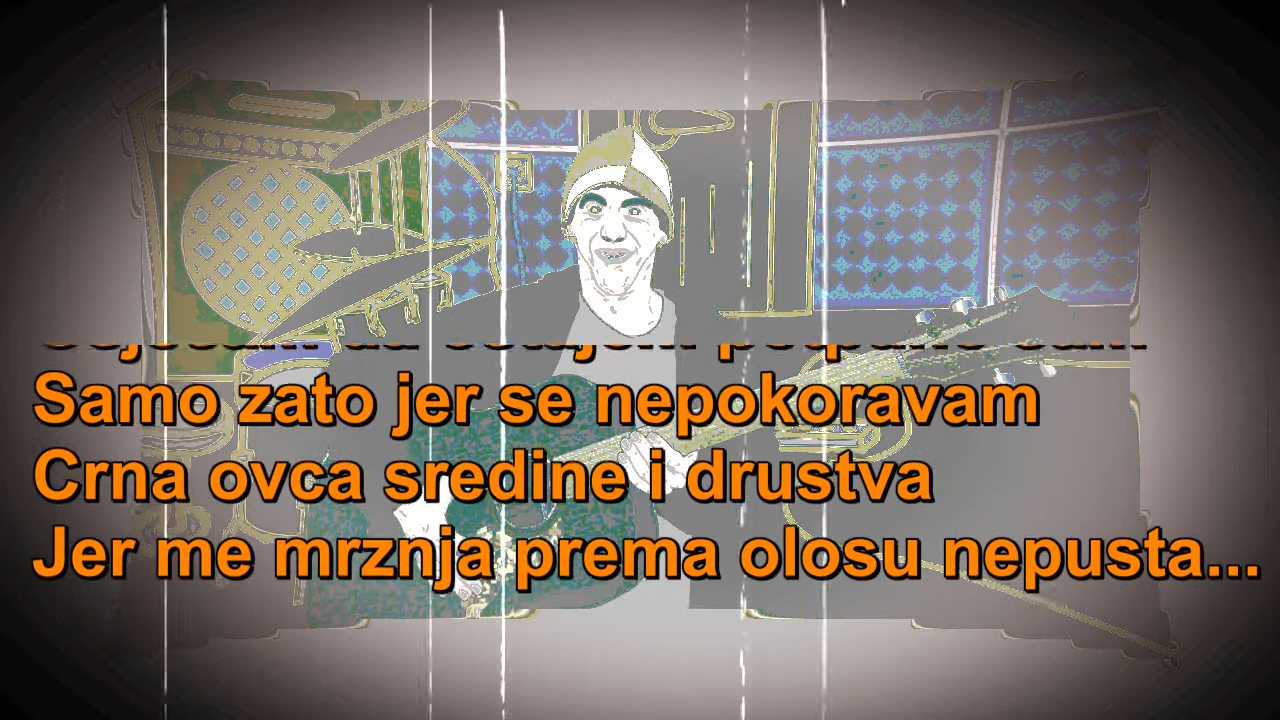 Samo zato jer se nepokoravam
Crna ovca sredine i drustva
Jer me mrznja prema olosu nepusta...